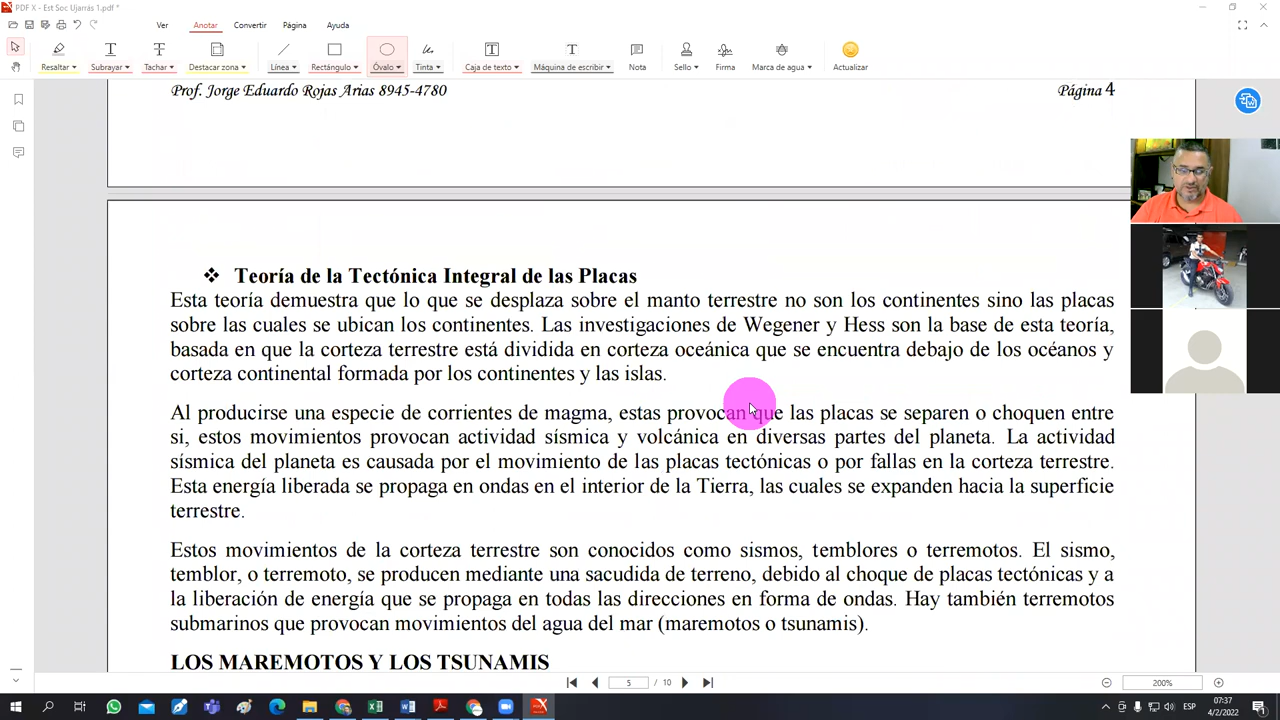 PDF X - Est Soc Ujarrás 1.pdf *
Ver Anotar Convertir Página Ayuda
Resaltar Subrayar Tachar Destacar zona Línea Rectángulo Óvalo Tinta Caja de texto Máquina de escribir Nota Sello Firma Marca de agua Actualizar
Prof. Jorge Eduardo Rojas Arias 8945-4780 Página 4
❖ Teoría de la Tectónica Integral de las Placas
Esta teoría demuestra que lo que se desplaza sobre el manto terrestre no son los continentes sino las placas
sobre las cuales se ubican los continentes. Las investigaciones de Wegener y Hess son la base de esta teoría,
basada en que la corteza terrestre está dividida en corteza oceánica que se encuentra debajo de los océanos y
corteza continental formada por los continentes y las islas.
Al producirse una especie de corrientes de magma, estas provocan que las placas se separen o choquen entre
si, estos movimientos provocan actividad sísmica y volcánica en diversas partes del planeta. La actividad
sísmica del planeta es causada por el movimiento de las placas tectónicas o por fallas en la corteza terrestre.
Esta energía liberada se propaga en ondas en el interior de la Tierra, las cuales se expanden hacia la superficie
terrestre.
Estos movimientos de la corteza terrestre son conocidos como sismos, temblores o terremotos. El sismo,
temblor, o terremoto, se producen mediante una sacudida de terreno, debido al choque de placas tectónicas y a
la liberación de energía que se propaga en todas las direcciones en forma de ondas. Hay también terremotos
submarinos que provocan movimientos del agua del mar (maremotos o tsunamis).
LOS MAREMOTOS Y LOS TSUNAMIS
5 / 10 200%
ESP 07:37
4/2/2022